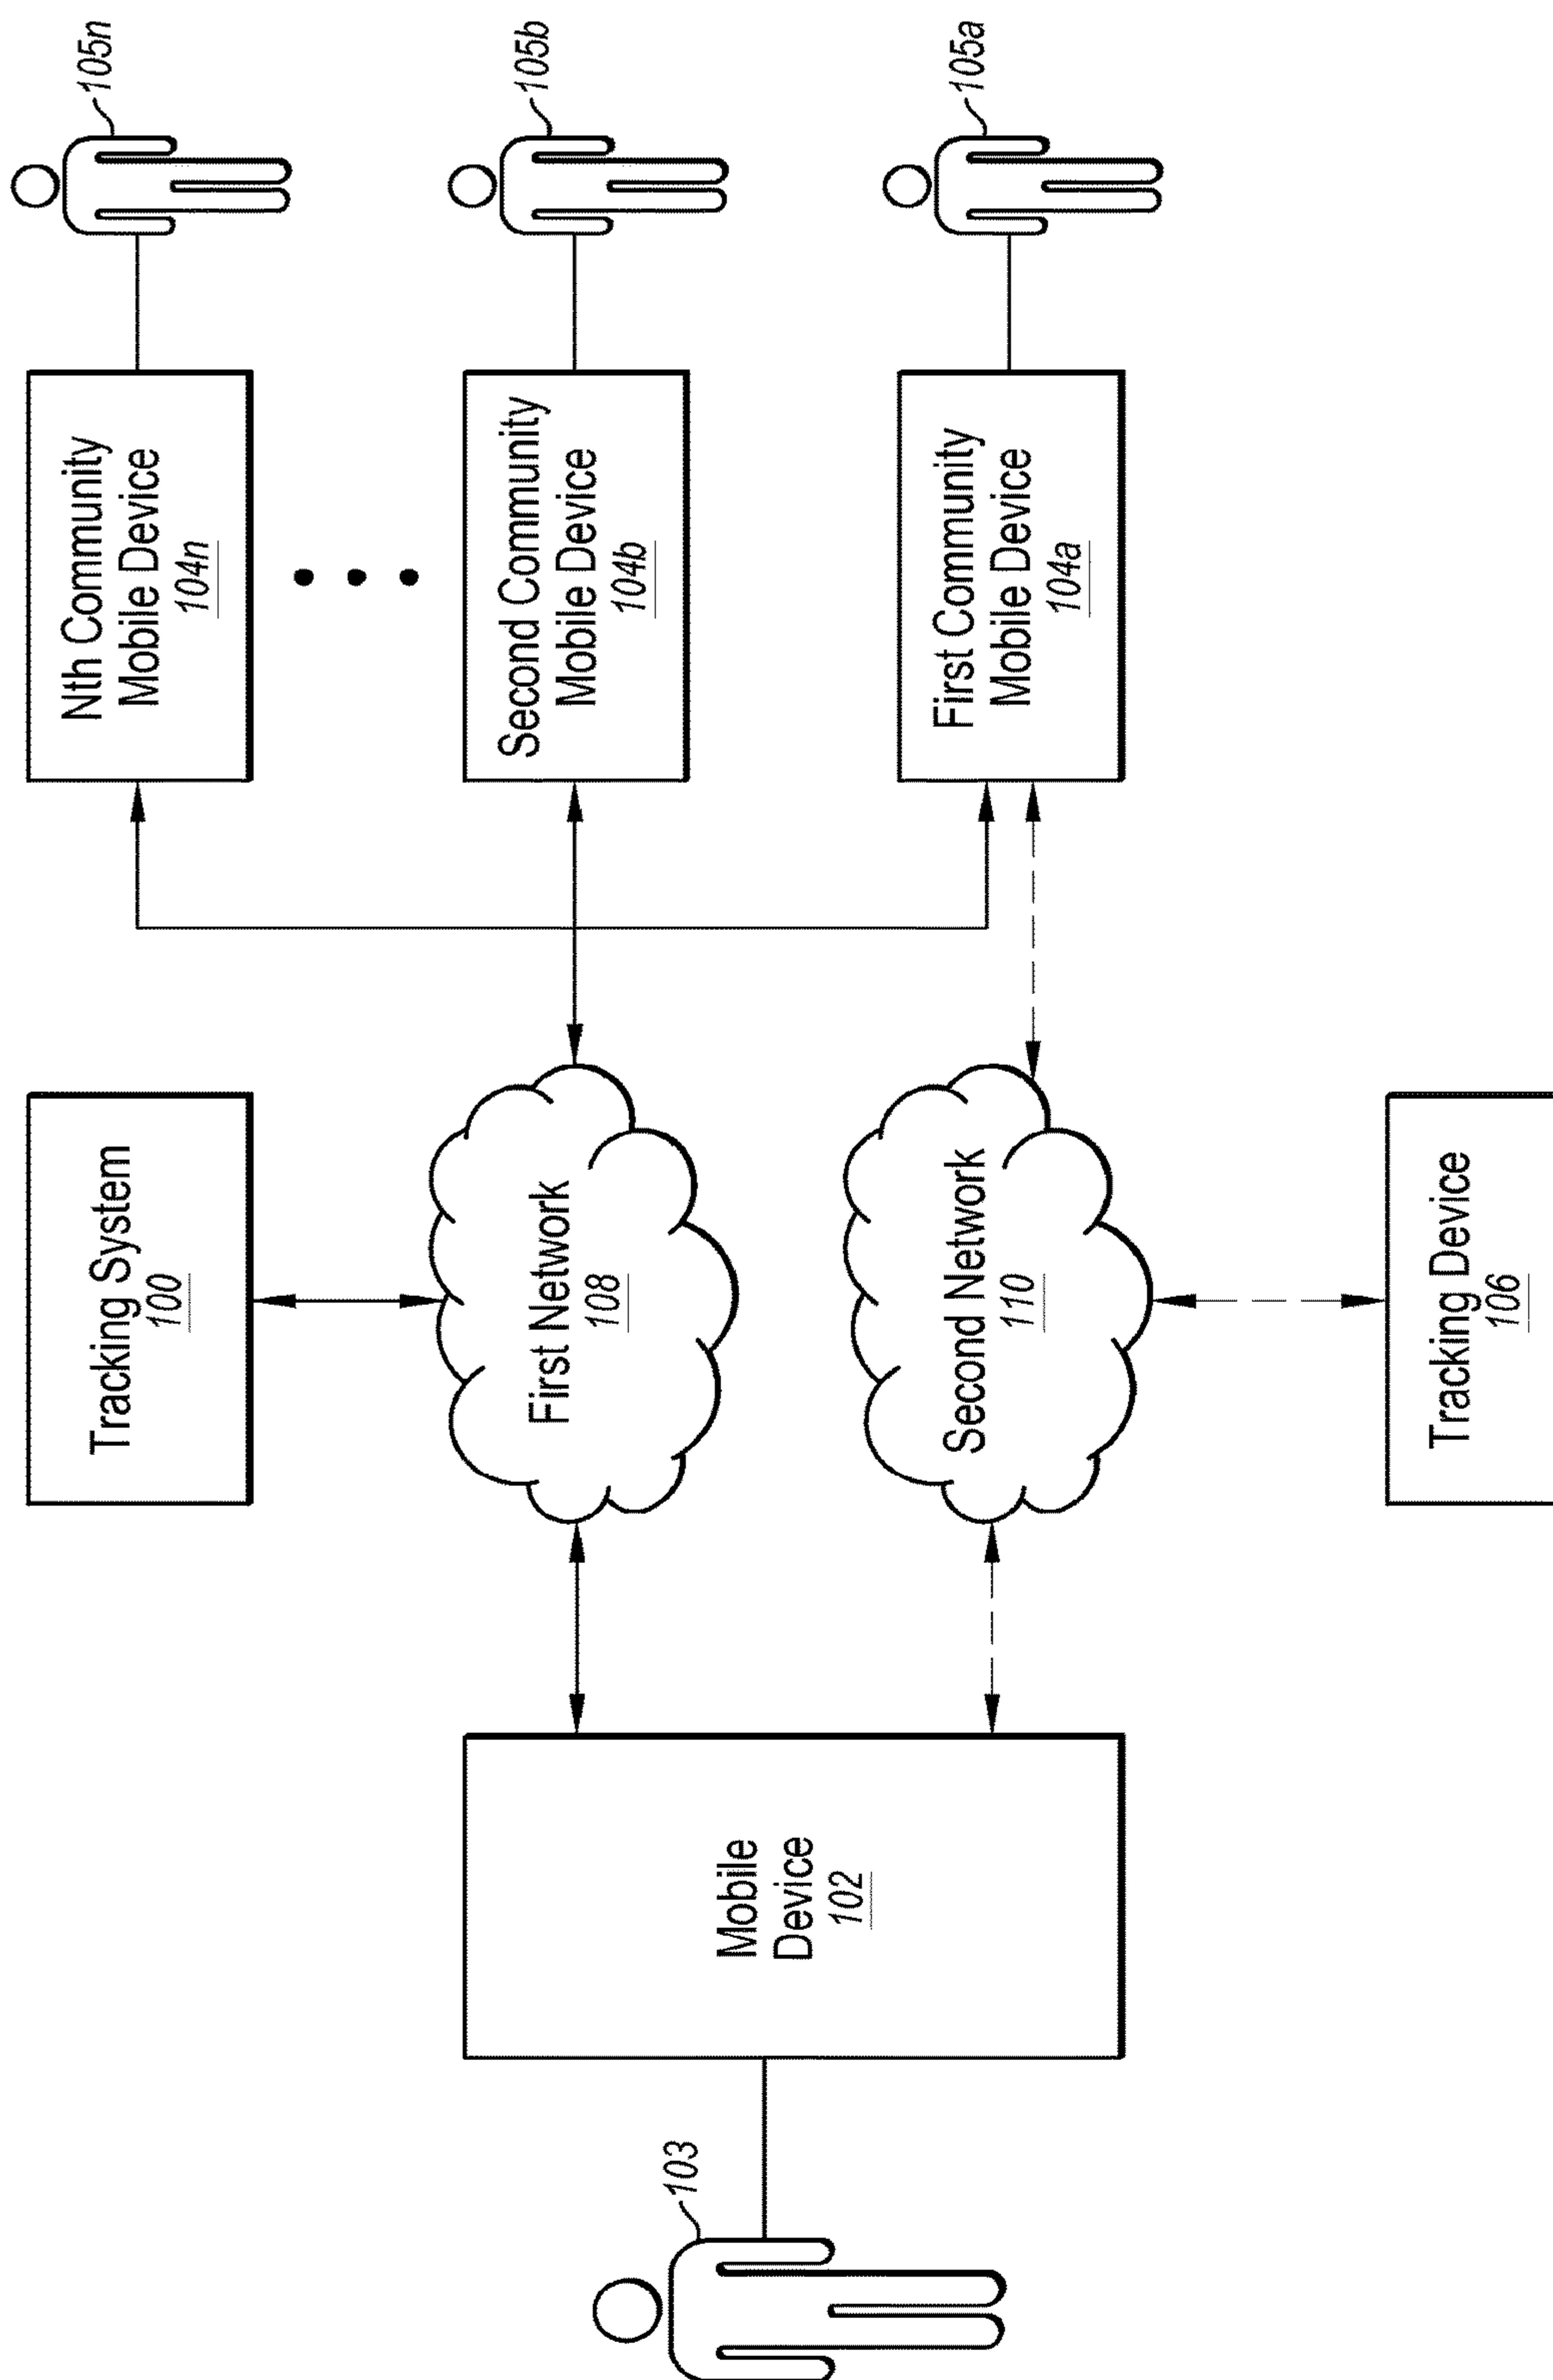 103
Mobile
Device
102
Tracking System
100
First Network
108
Second Network
110
Tracking Device
106
Nth Community
Mobile Device
104n
105n
Second Community
Mobile Device
104b
105b
First Community
Mobile Device
104a
105a